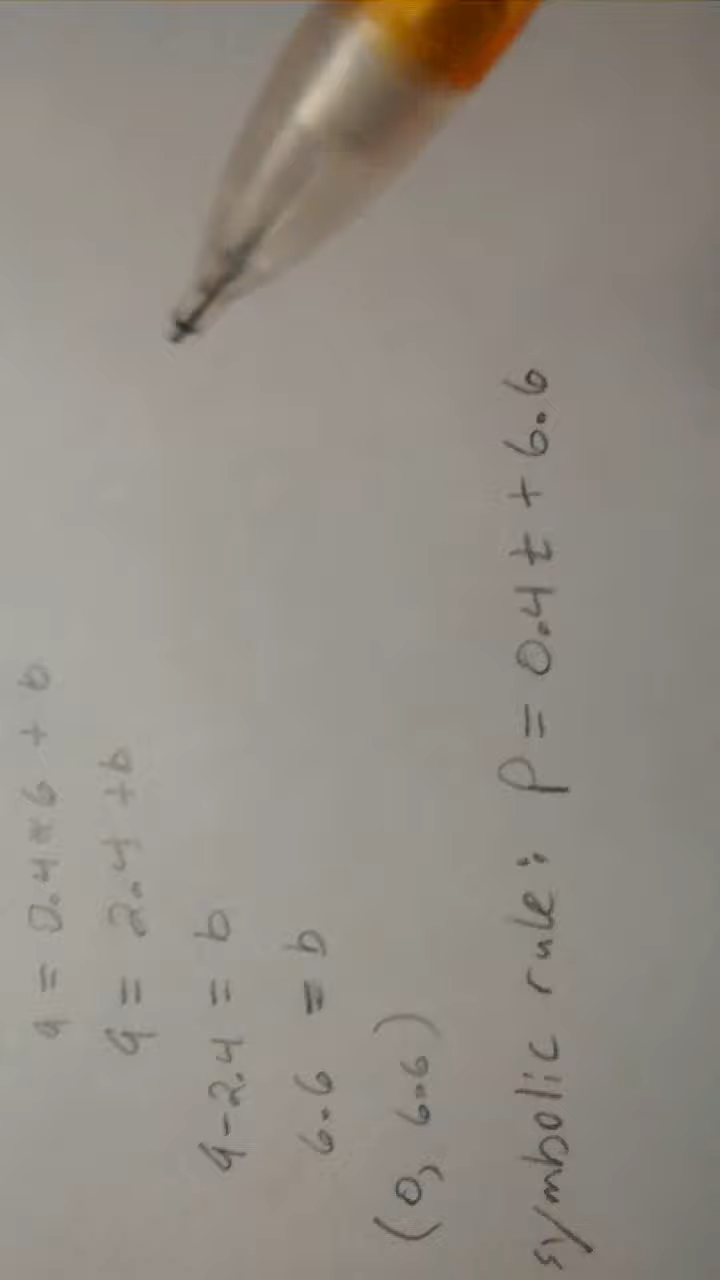 9 = 0.4*6 + b
9 = 2.4 + b
9-2.4 = b
6.6 = b
(0, 6.6)
symbolic rule: P = 0.4t + 6.6